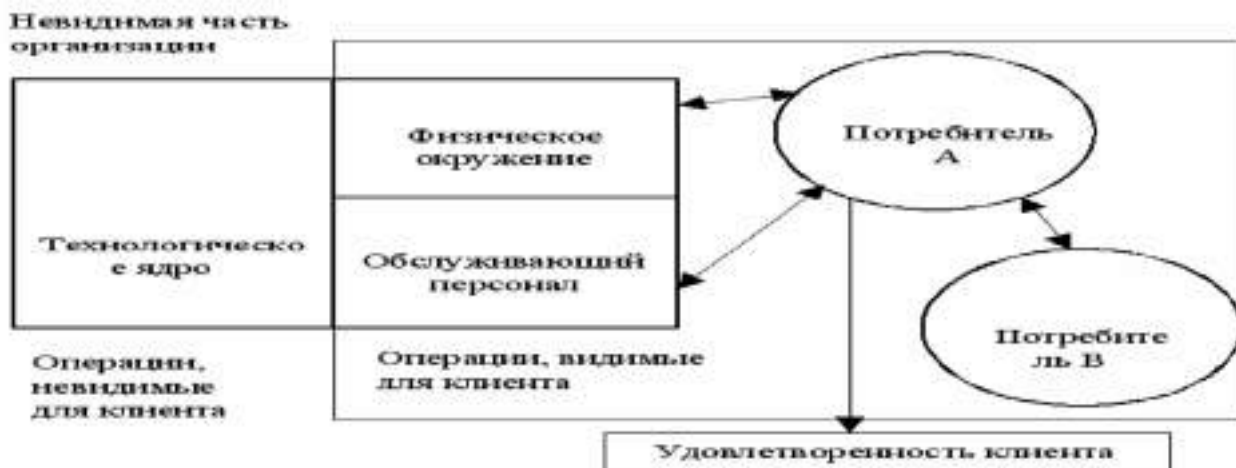 Невидимая часть
организации
Физическое
окружение
Потребитель
А
Технологическо
е ядро
Обслуживающий
персонал
Потребите
ль В
Операции,
невидимые
для клиента
Операции, видимые
для клиента
Удовлетворенность клиента